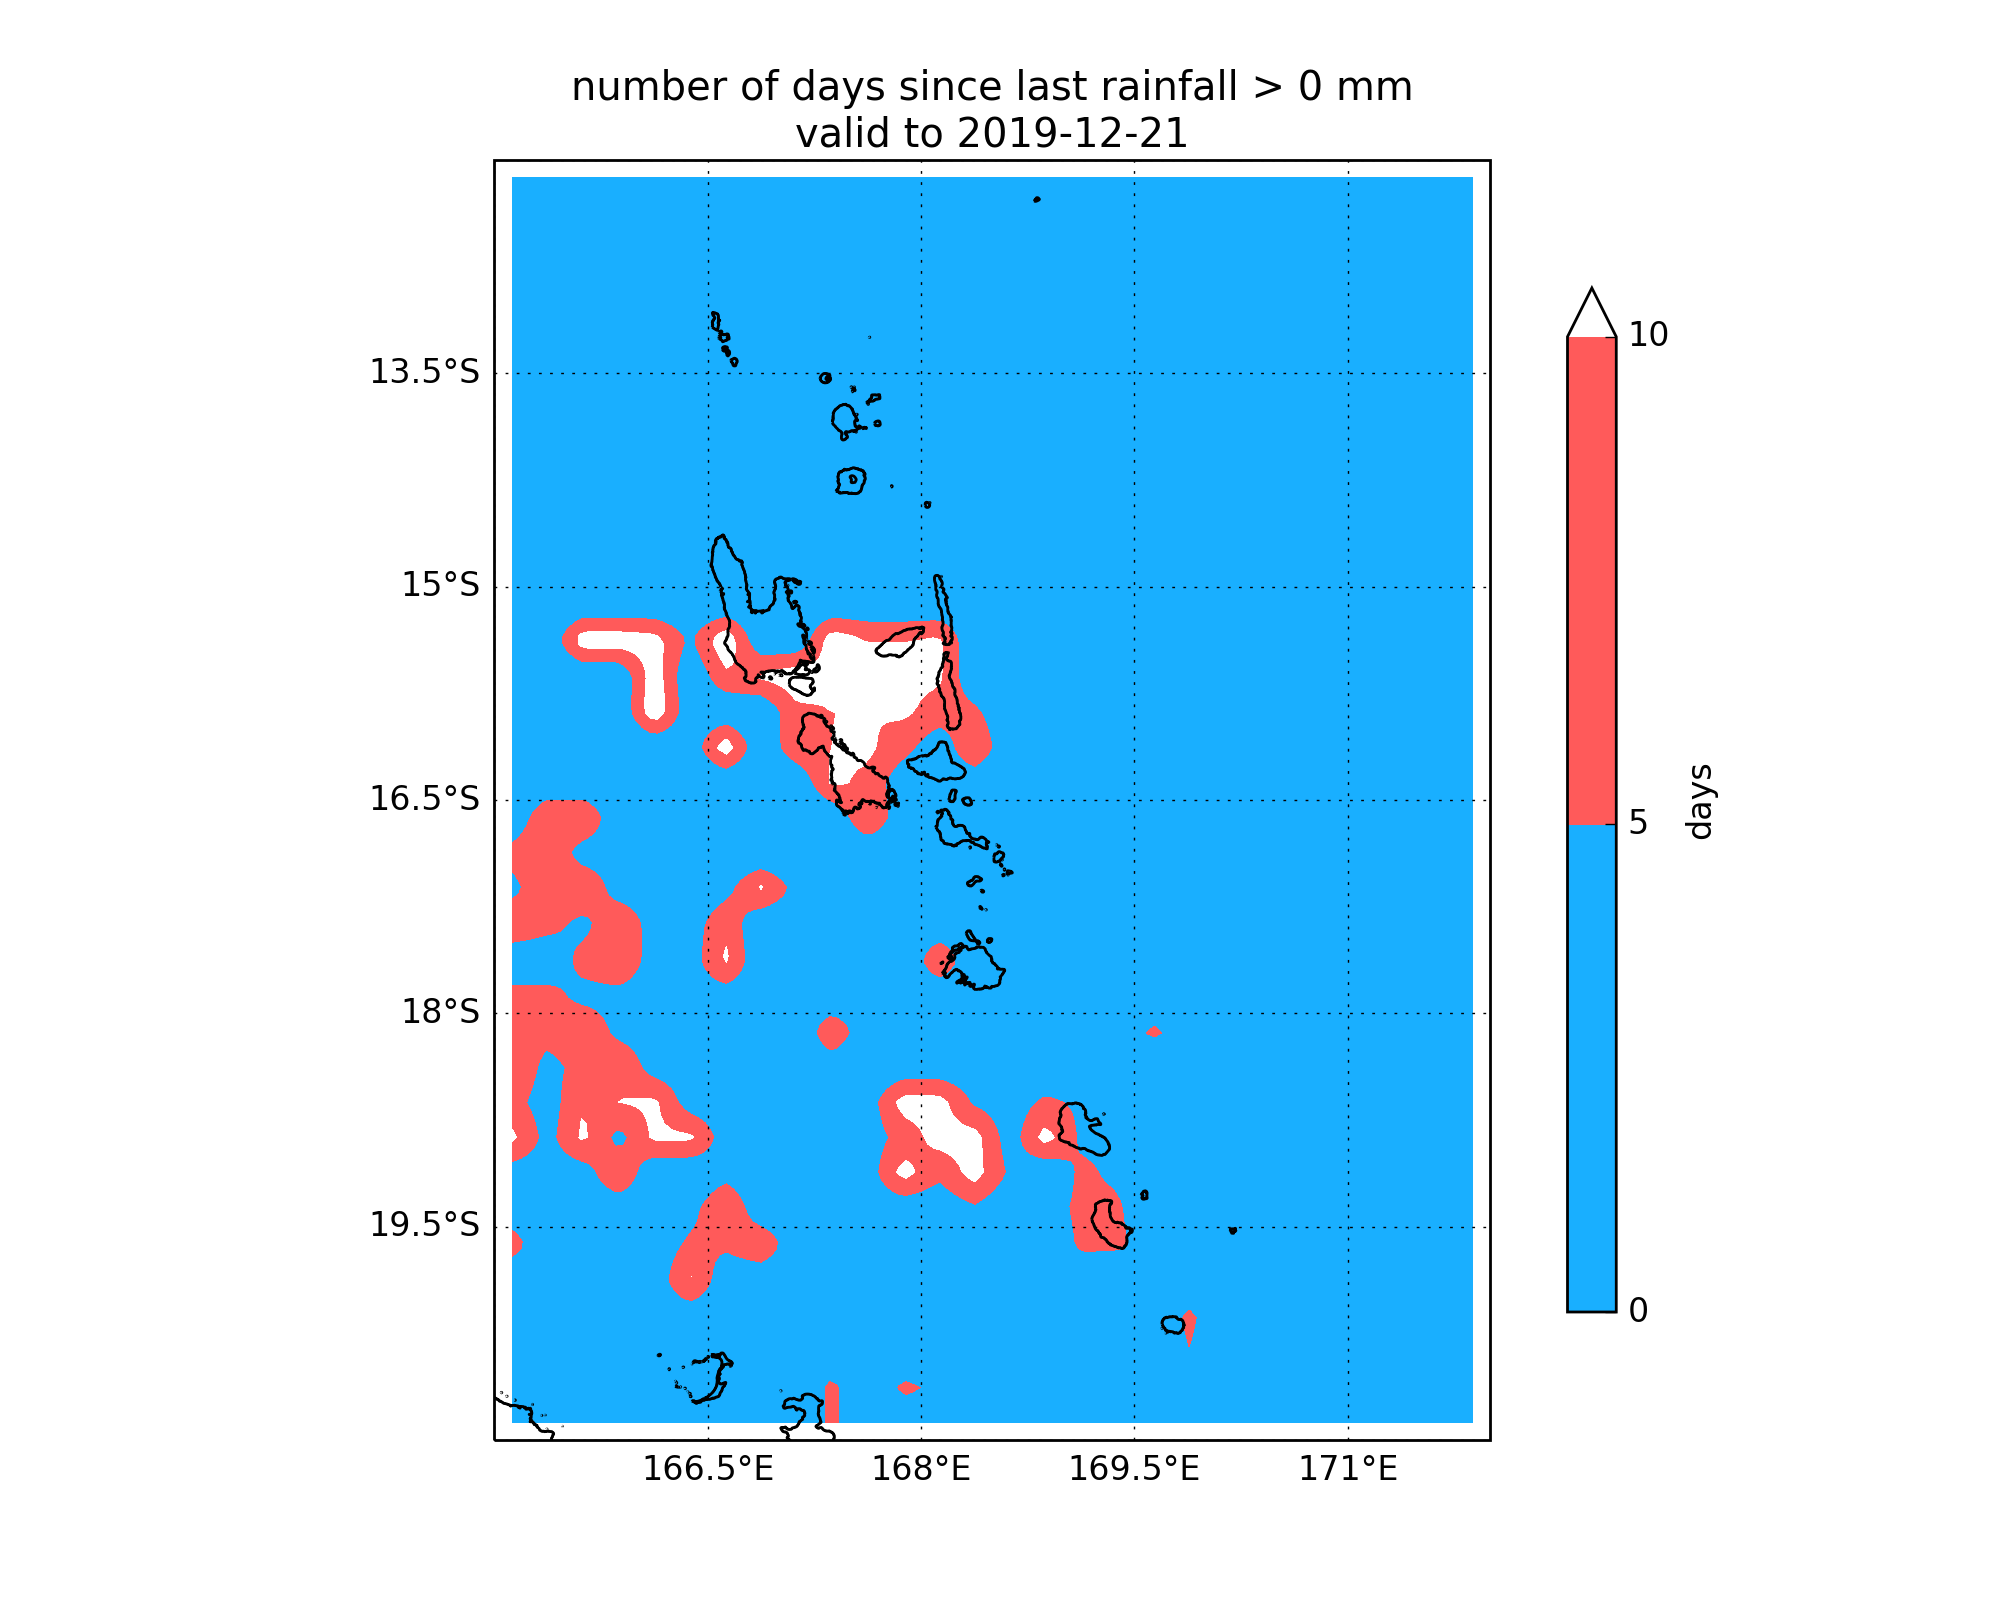 number of days since last rainfall > 0 mm
valid to 2019-12-21
13.5°S
15°S
16.5°S
18°S
19.5°S
166.5°E
168°E
169.5°E
171°E
10
5
0
days